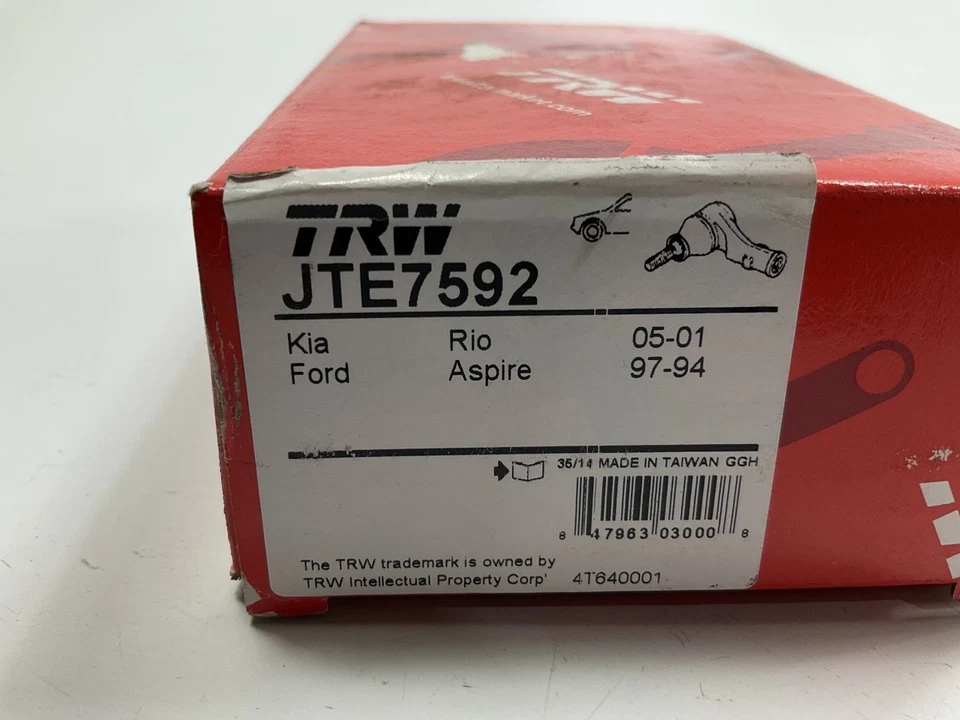 TRW
TRW
JTE7592
Kia Rio 05-01
Ford Aspire 97-94
35/14 MADE IN TAIWAN GGH
8 47963 03000 8
The TRW trademark is owned by
TRW Intellectual Property Corp' 4T640001